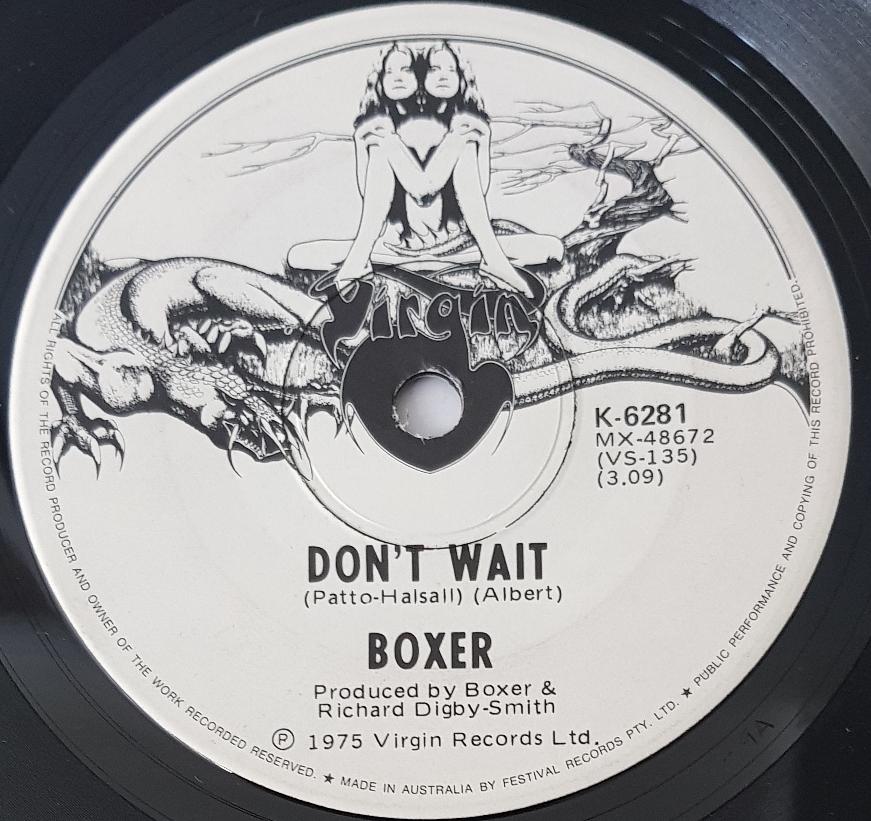 Virgin
K-6281
MX-48672
(VS-135)
(3.09)
DON'T WAIT
(Patto-Halsall) (Albert)
BOXER
Produced by Boxer &
Richard Digby-Smith
Ⓟ 1975 Virgin Records Ltd.
ALL RIGHTS OF THE RECORD PRODUCER AND OWNER OF THE WORK RECORDED RESERVED. ★ MADE IN AUSTRALIA BY FESTIVAL RECORDS PTY. LTD. ★ PUBLIC PERFORMANCE AND COPYING OF THIS RECORD PROHIBITED.